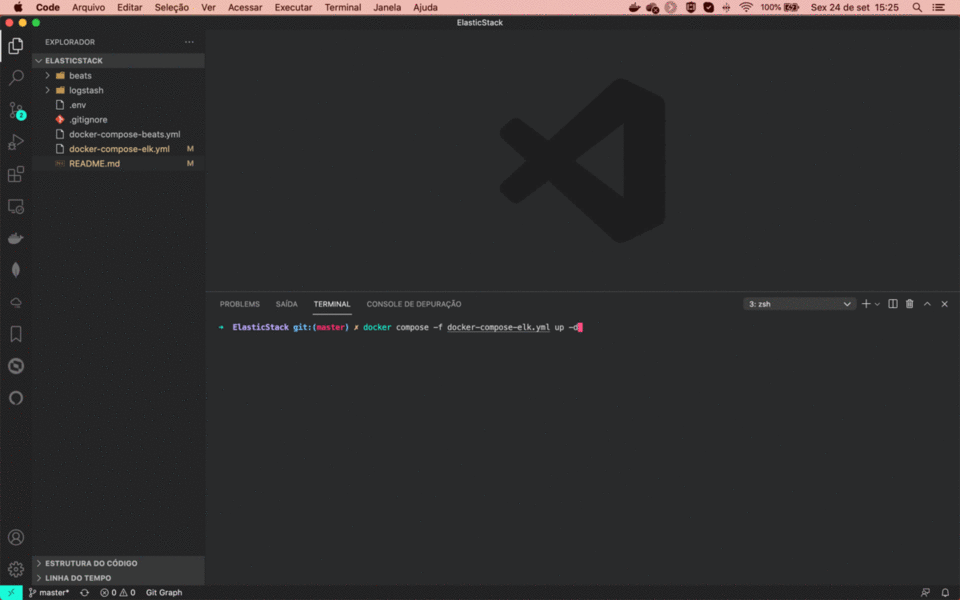 Code Arquivo Editar Seleção Ver Acessar Executar Terminal Janela Ajuda 100% Sex 24 de set 15:25
ElasticStack
EXPLORADOR ...
ELASTICSTACK
beats
logstash
.env
.gitignore
docker-compose-beats.yml
docker-compose-elk.yml M
README.md M
2
PROBLEMS SAÍDA TERMINAL CONSOLE DE DEPURAÇÃO 3: zsh
➜ ElasticStack git:(master) ✗ docker compose -f docker-compose-elk.yml up -d
ESTRUTURA DO CÓDIGO
LINHA DO TEMPO
master* 0 0 Git Graph